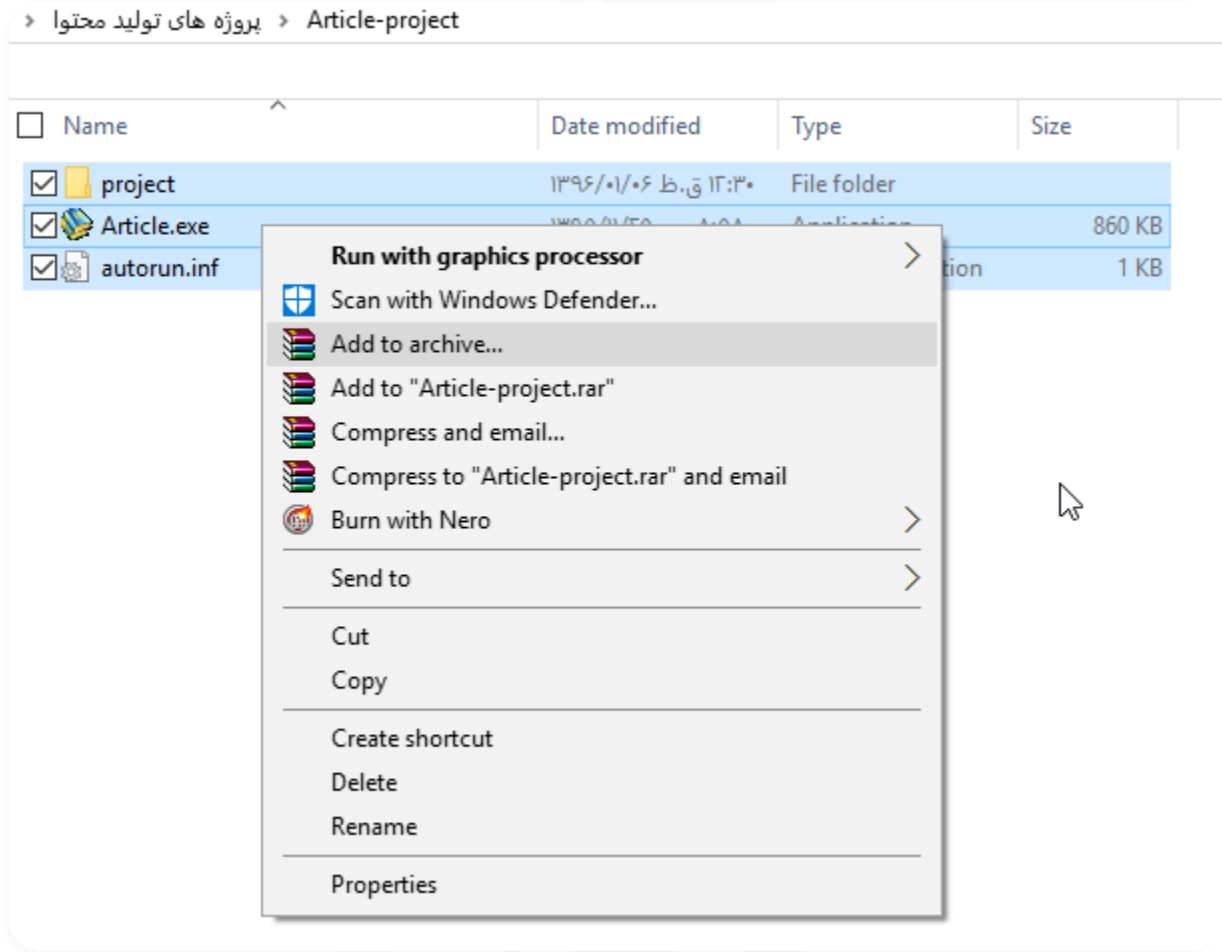 پروژه های تولید محتوا › Article-project
Name Date modified Type Size
project ۱۳۹۶/۰۱/۰۶ ۱۲:۳۰ ق.ظ File folder
Article.exe 860 KB
autorun.inf 1 KB
Run with graphics processor
Scan with Windows Defender...
Add to archive...
Add to "Article-project.rar"
Compress and email...
Compress to "Article-project.rar" and email
Burn with Nero
Send to
Cut
Copy
Create shortcut
Delete
Rename
Properties